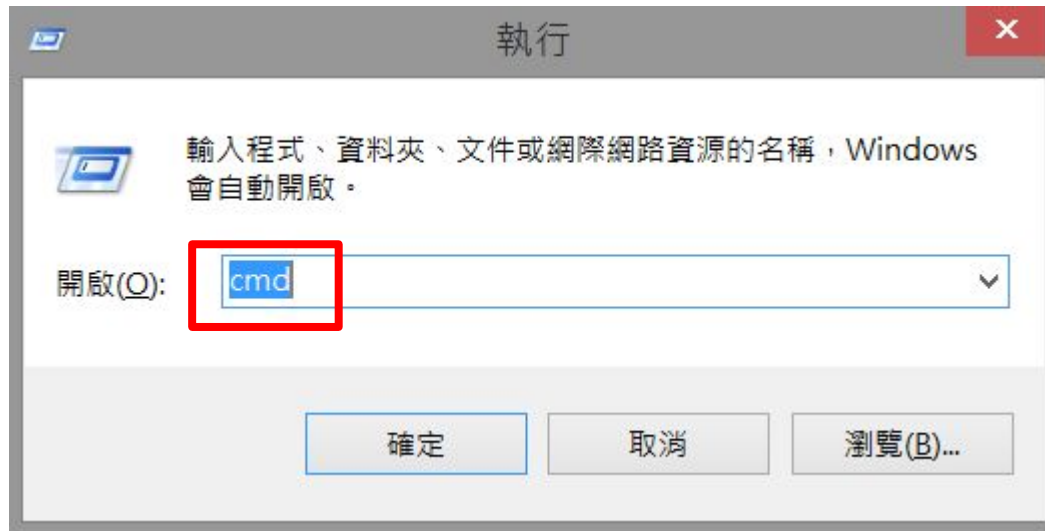 執行
輸入程式、資料夾、文件或網際網路資源的名稱，Windows
會自動開啟。
開啟(O):
cmd
確定
取消
瀏覽(B)...